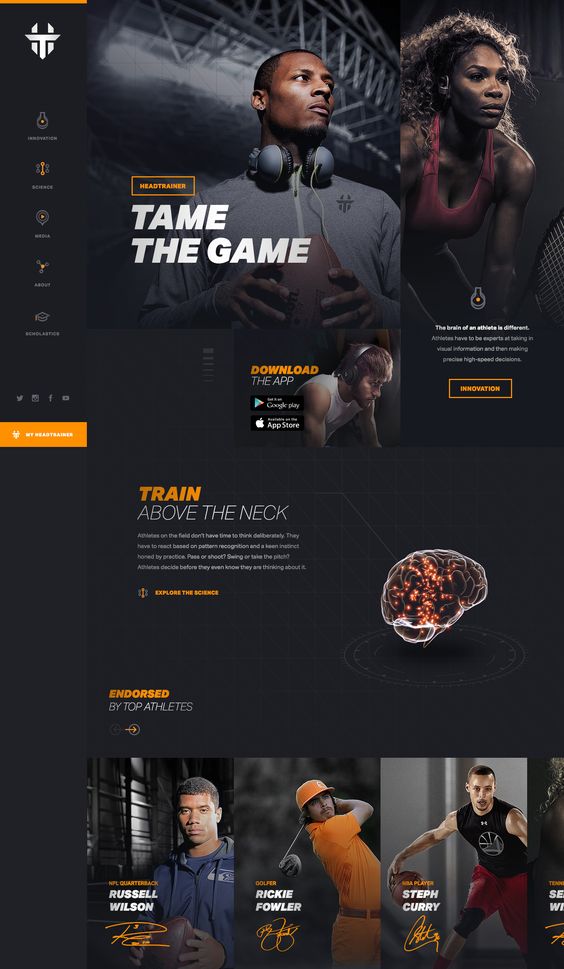 INNOVATION
SCIENCE
MEDIA
ABOUT
SCHOLASTICS
MY HEADTRAINER
HEADTRAINER
TAME
THE GAME
The brain of an athlete is different.
Athletes have to be experts at taking in
visual information and then making
precise high-speed decisions.
INNOVATION
DOWNLOAD
THE APP
Get it on
Google play
Available on the
App Store
TRAIN
ABOVE THE NECK
Athletes on the field don't have time to think deliberately. They
have to react based on pattern recognition and a keen instinct
honed by practice. Pass or shoot? Swing or take the pitch?
Athletes decide before they even know they are thinking about it.
EXPLORE THE SCIENCE
ENDORSED
BY TOP ATHLETES
NFL QUARTERBACK
RUSSELL
WILSON
GOLFER
RICKIE
FOWLER
NBA PLAYER
STEPH
CURRY
TENNI
SE
WI